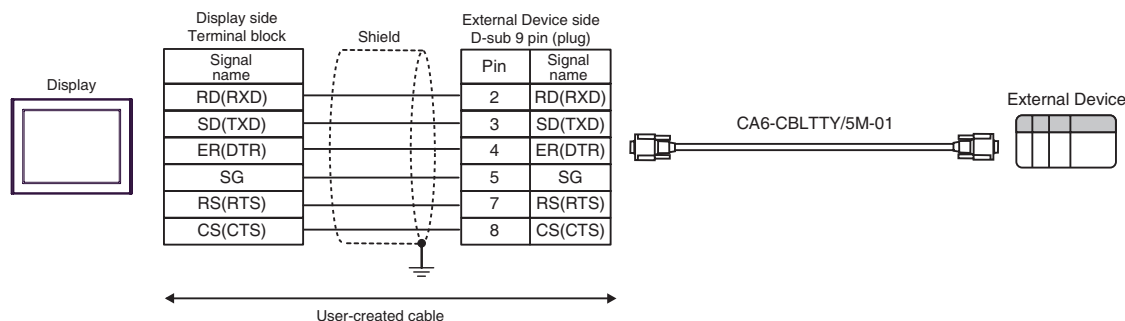 Display side
Terminal block
Shield
External Device side
D-sub 9 pin (plug)
Display
Signal name
Pin
Signal name
RD(RXD)
2
RD(RXD)
SD(TXD)
3
SD(TXD)
ER(DTR)
4
ER(DTR)
SG
5
SG
RS(RTS)
7
RS(RTS)
CS(CTS)
8
CS(CTS)
User-created cable
CA6-CBLTTY/5M-01
External Device